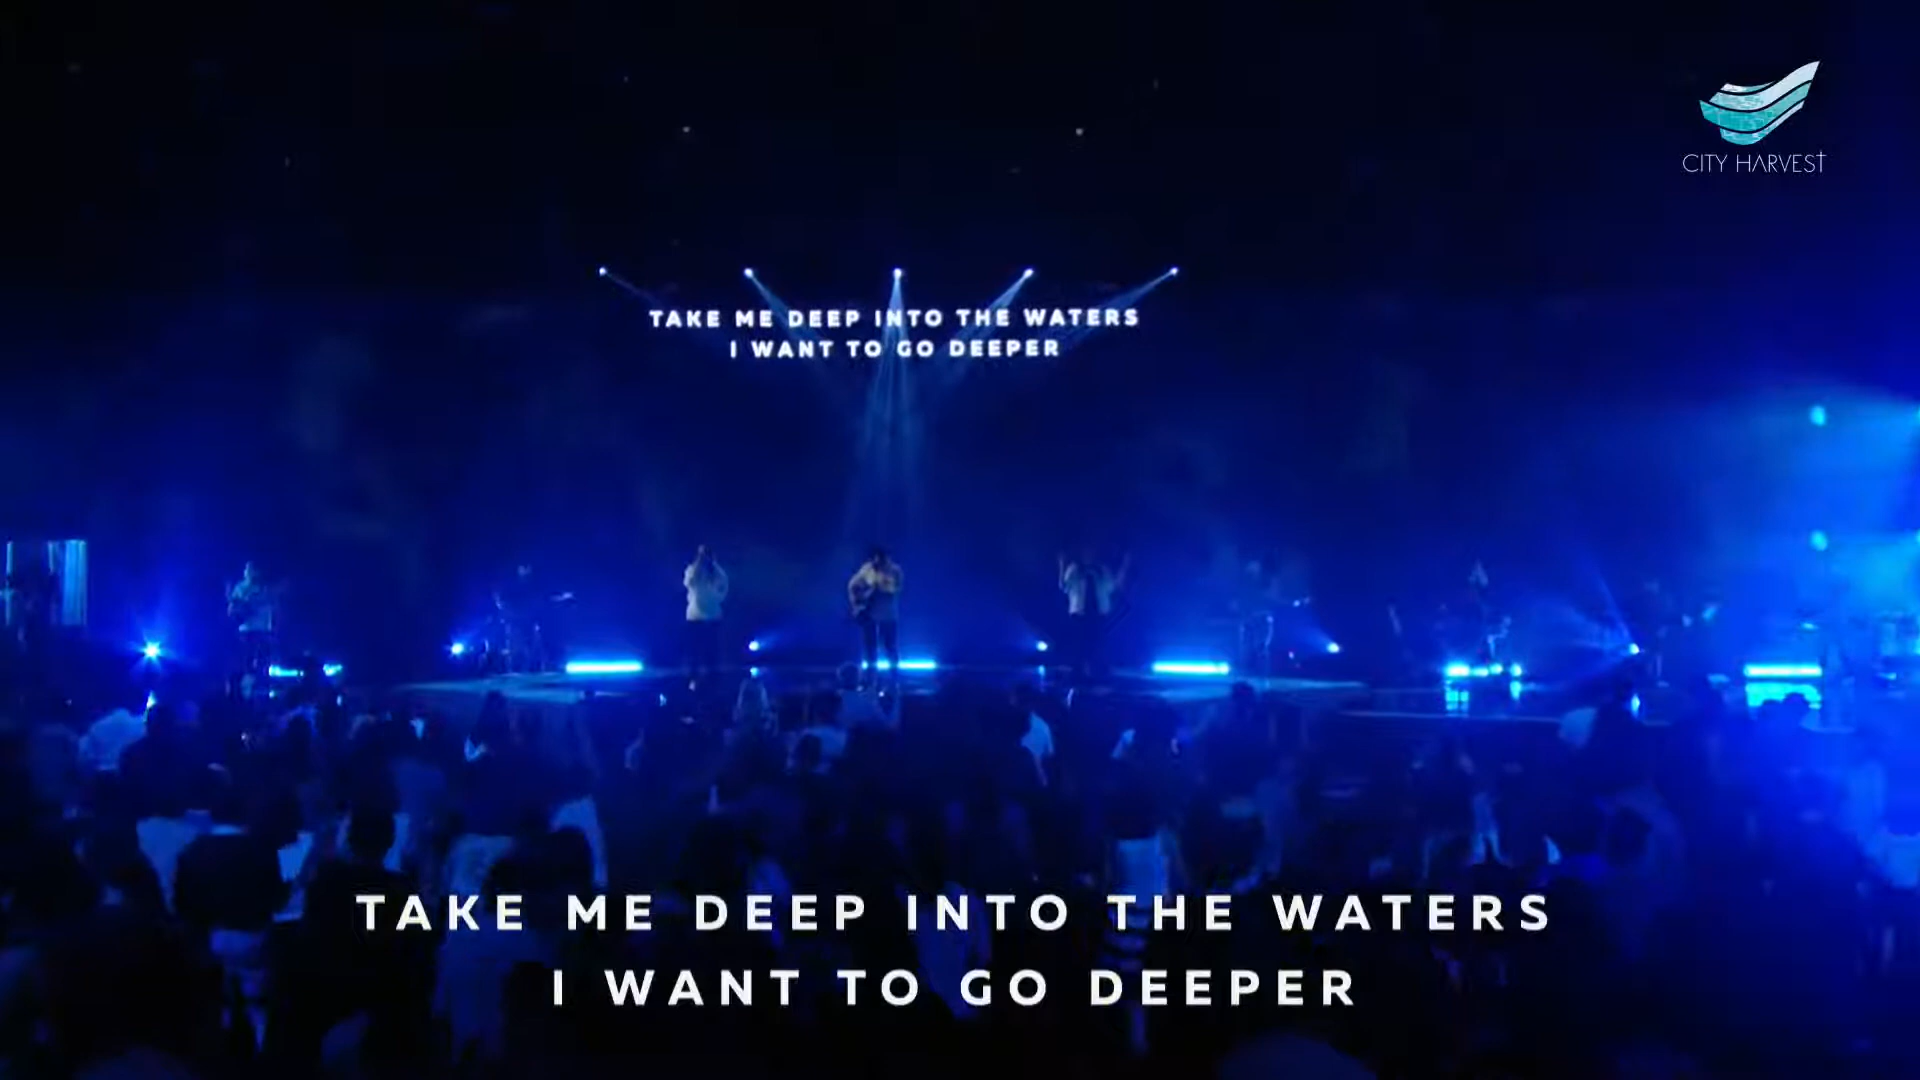 CITY HARVEST
TAKE ME DEEP INTO THE WATERS
I WANT TO GO DEEPER
TAKE ME DEEP INTO THE WATERS
I WANT TO GO DEEPER